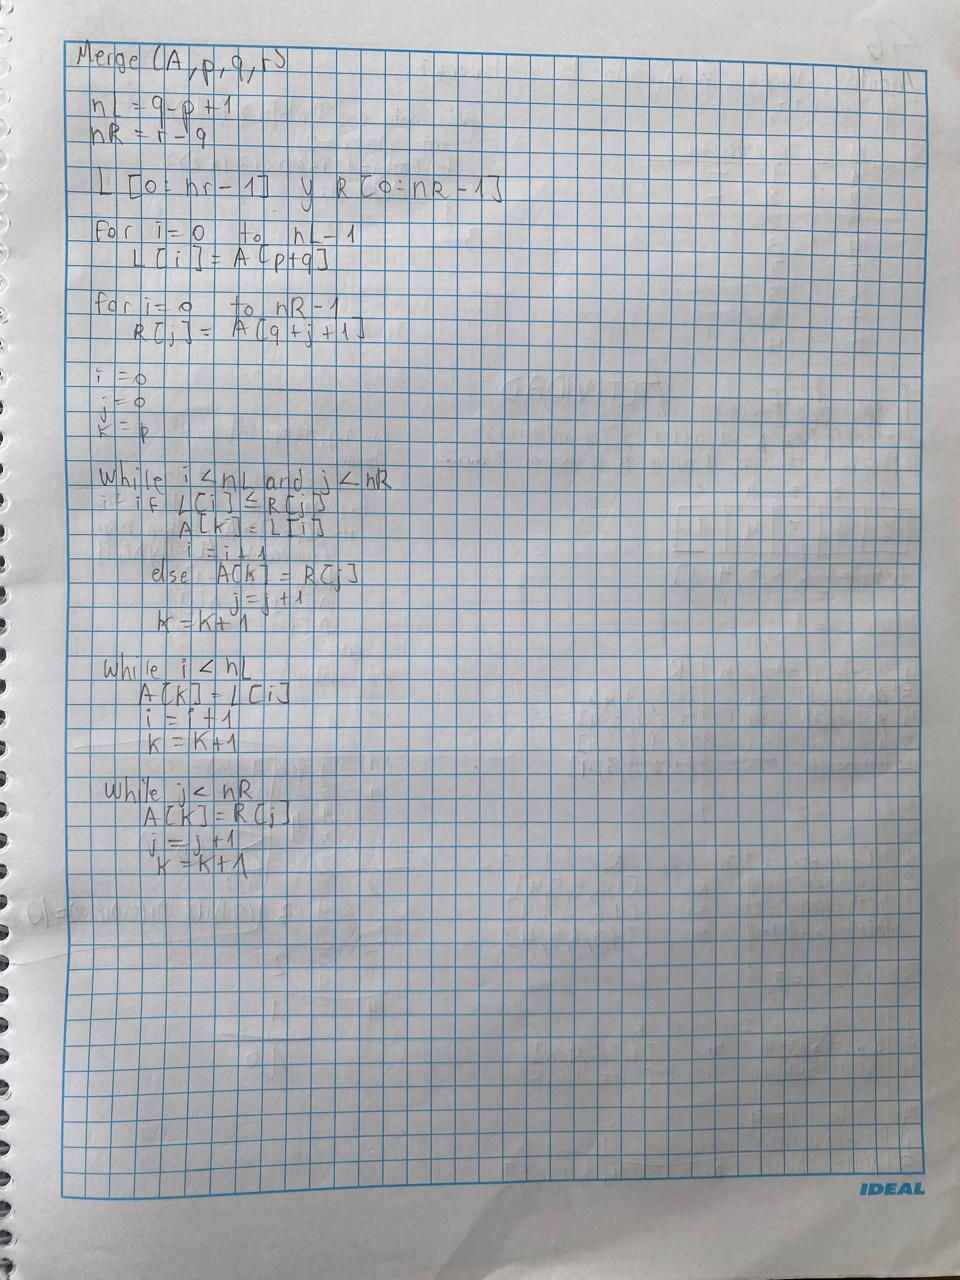 Merge (A, p, q, r)
nL = q-p+1
nR = r-q
L [0: nr-1] y R [0:nR-1]
for i=0 to nL-1
L[i] = A[p+q]
for i=0 to nR-1
R[j] = A[q+j+1]
i = 0
j = 0
k = p
While i < nL and j < nR
if L[i] ≤ R[j]
A[k] = L[i]
i = i+1
else A[k] = R[j]
j = j+1
k = k+1
While i < nL
A[k] = L[i]
i = i+1
k = k+1
While j < nR
A[k] = R[j]
j = j+1
k = k+1
IDEAL